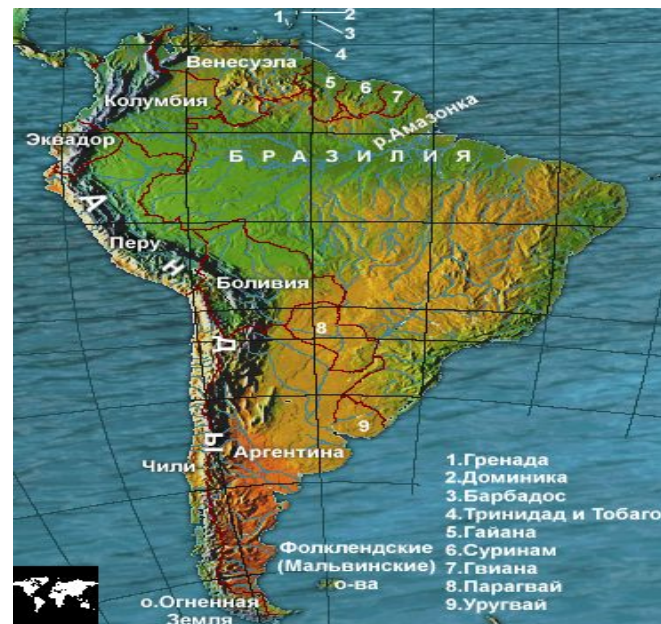 1
2
3
4
Венесуэла
5
6
7
Колумбия
р.Амазонка
Эквадор
БРАЗИЛИЯ
АНДЫ
Перу
Боливия
8
9
Аргентина
Чили
1.Гренада
2.Доминика
3.Барбадос
4.Тринидад и Тобаго
5.Гайана
6.Суринам
7.Гвиана
8.Парагвай
9.Уругвай
Фолклендские
(Мальвинские)
о-ва
о.Огненная
Земля